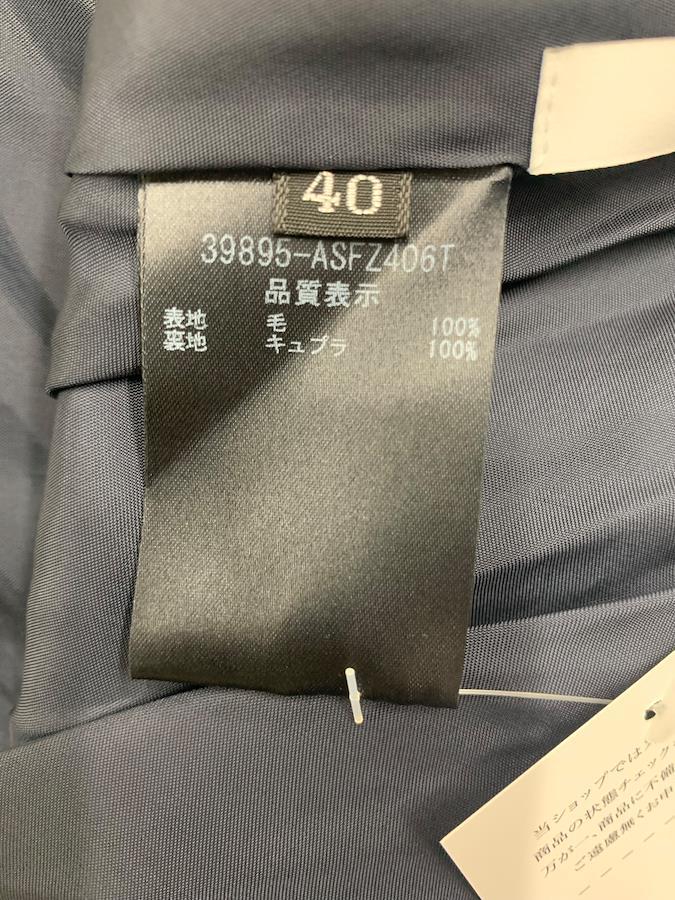 40
39895-ASFZ406T
品質表示
表地 毛 100%
裏地 キュプラ 100%
当ショップでは
商品の状態チェック
万が一、商品に不備
ご遠慮無くお申